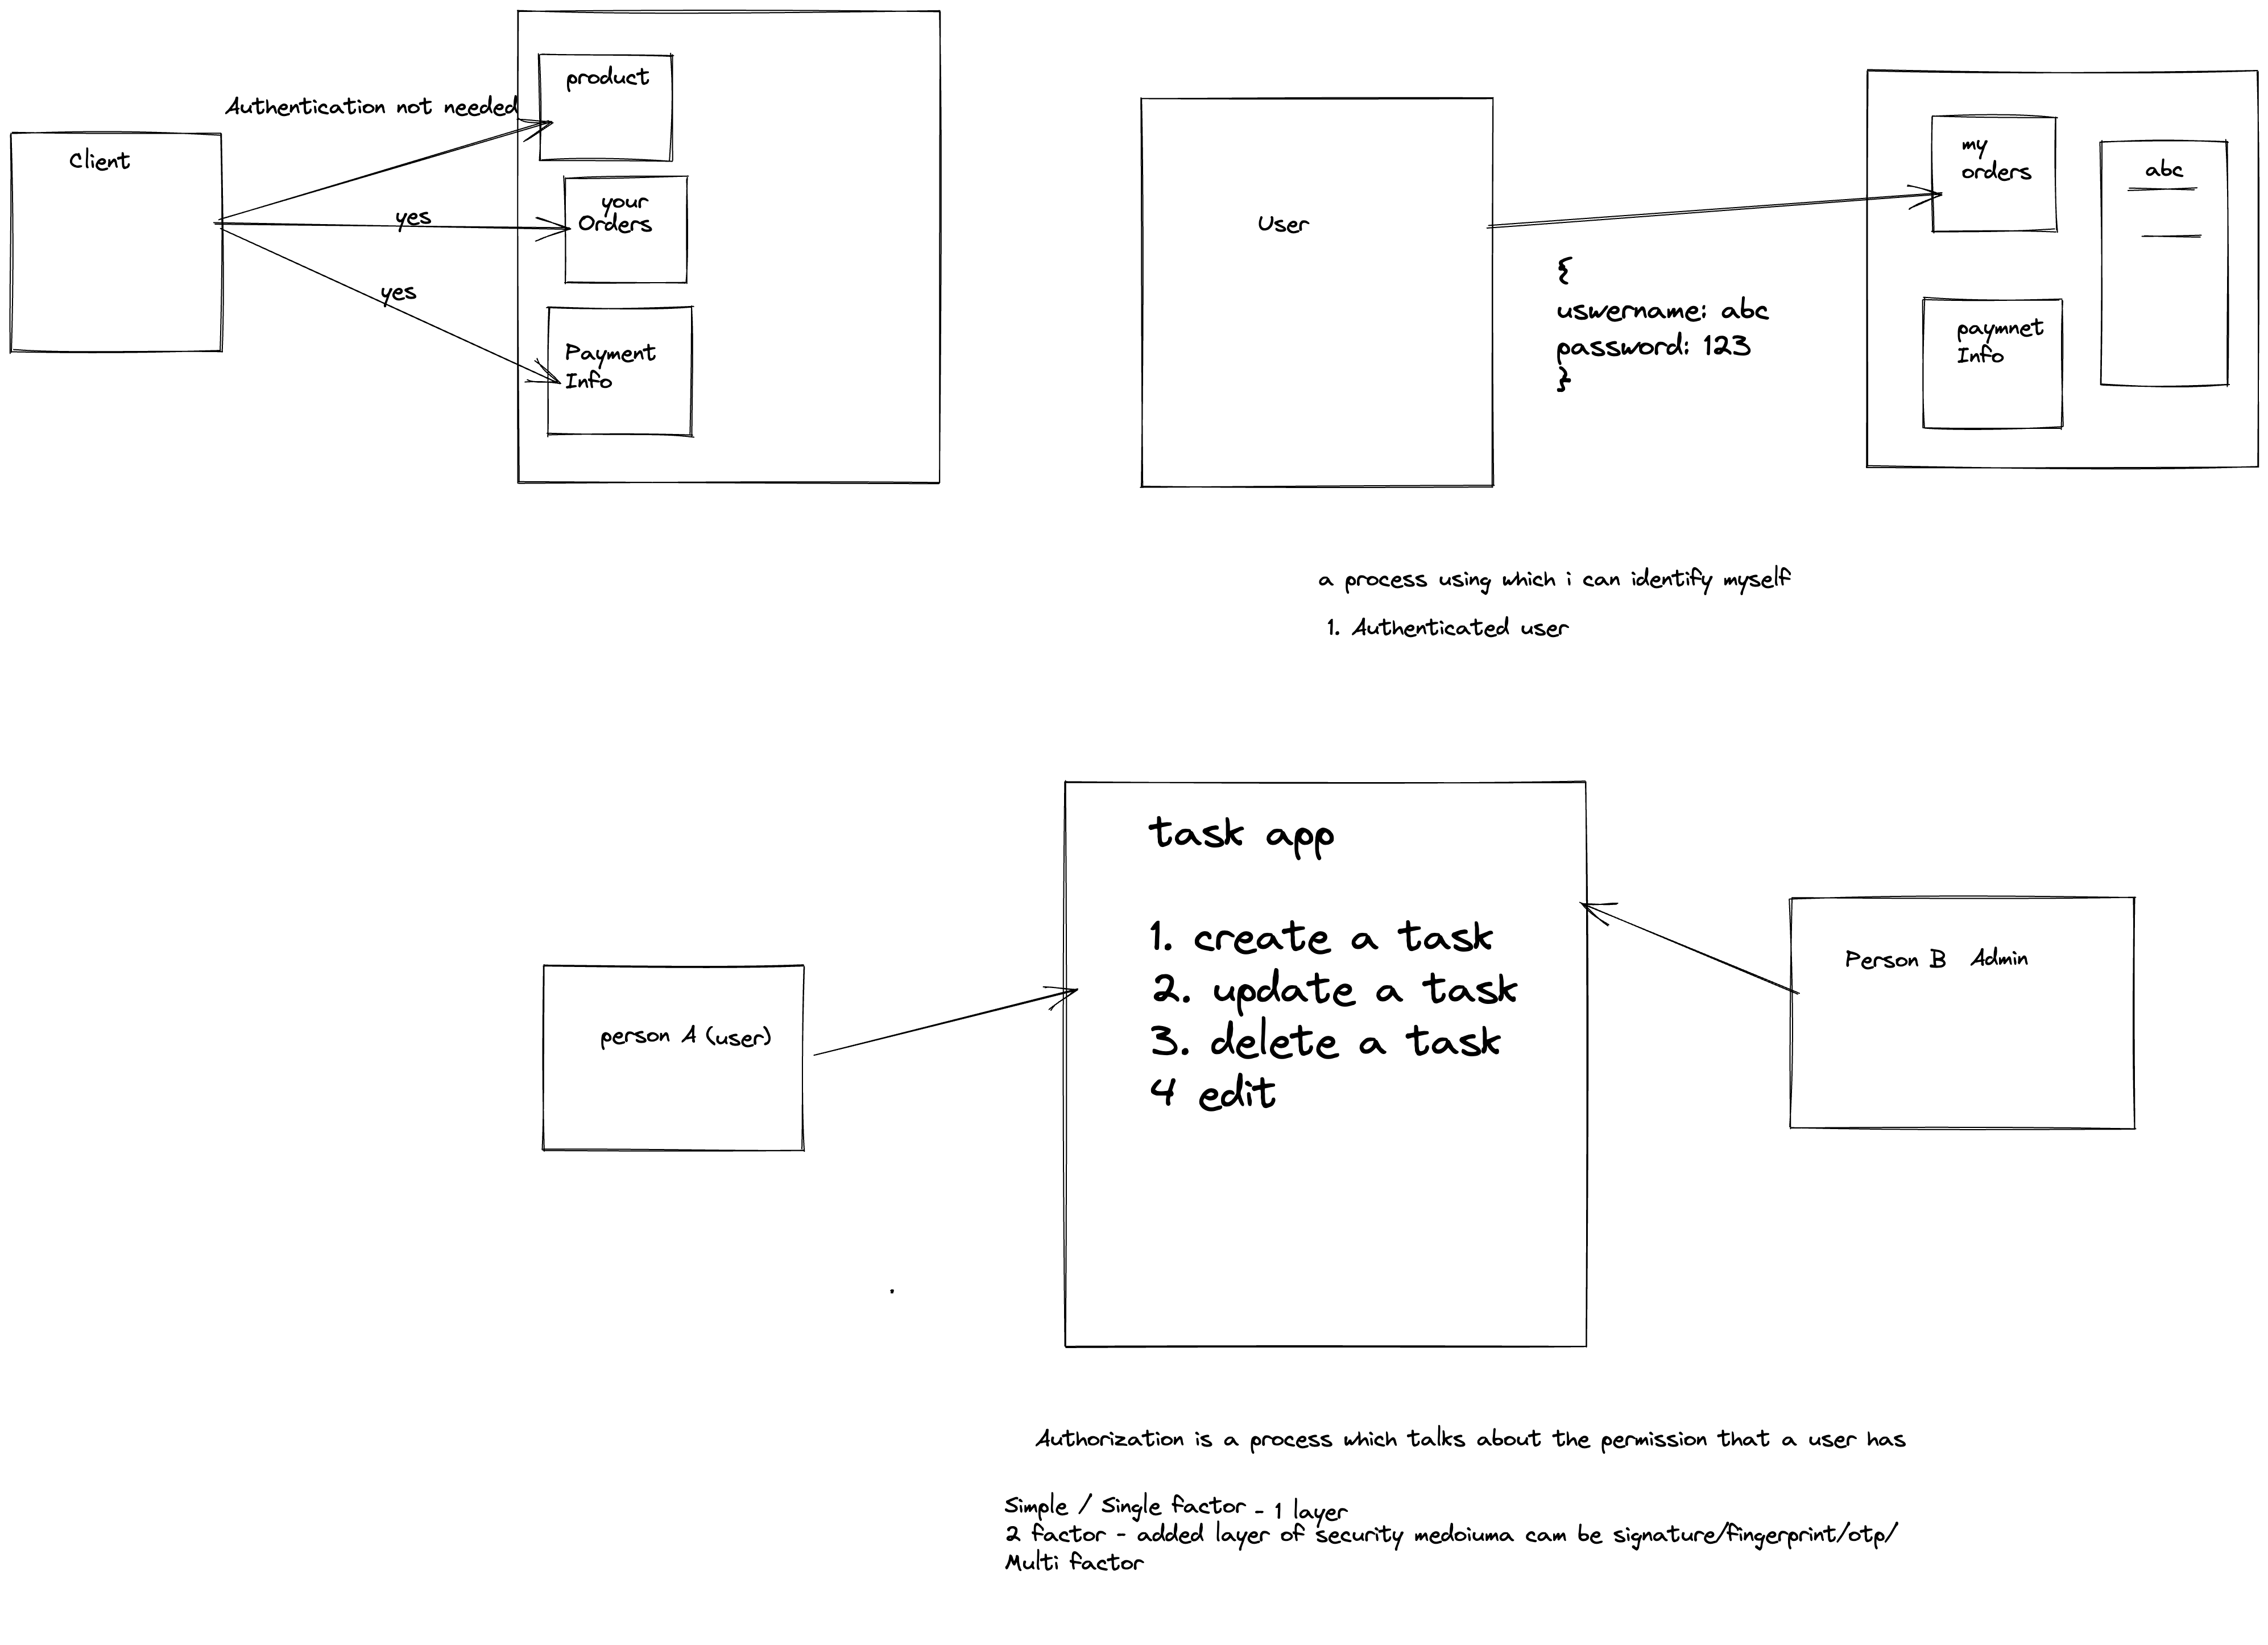 Authentication not needed
Client
yes
yes
product
your
Orders
Payment
Info
User
{
uswername: abc
password: 123
}
my
orders
abc
paymnet
Info
a process using which i can identify myself
1. Authenticated user
person A (user)
task app
1. create a task
2. update a task
3. delete a task
4 edit
Person B Admin
Authorization is a process which talks about the permission that a user has
Simple / Single factor - 1 layer
2 factor - added layer of security medoiuma cam be signature/fingerprint/otp/
Multi factor